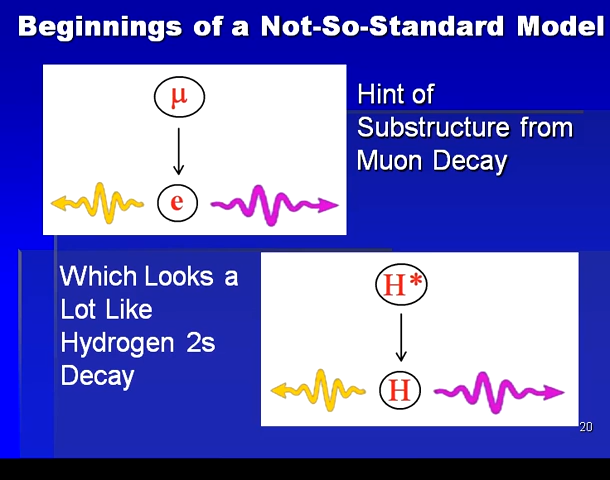 Beginnings of a Not-So-Standard Model
μ
e
Hint of
Substructure from
Muon Decay
Which Looks a
Lot Like
Hydrogen 2s
Decay
H*
H
20